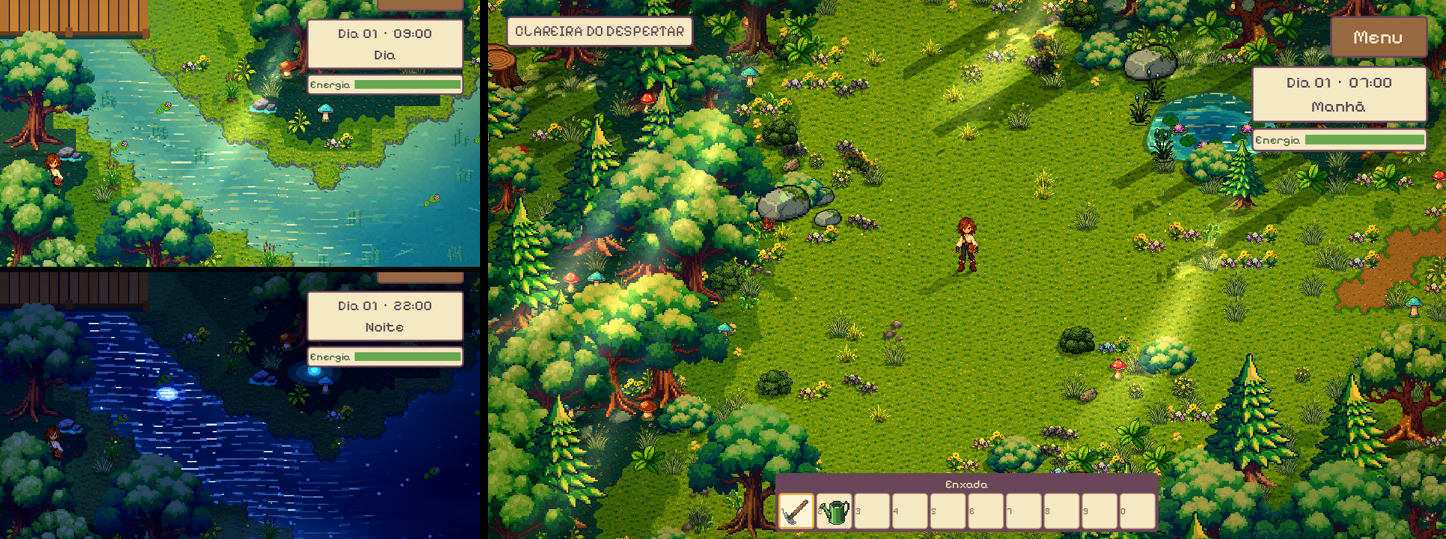 Dia 01 · 09:00
Dia
Energia
Dia 01 · 22:00
Noite
Energia
CLAREIRA DO DESPERTAR
Menu
Dia 01 · 07:00
Manhã
Energia
Enxada
1 2 3 4 5 6 7 8 9 0